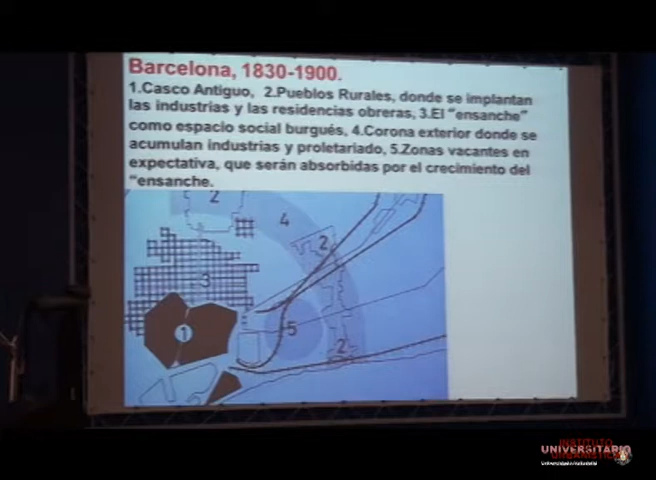 Barcelona, 1830-1900.
1.Casco Antiguo, 2.Pueblos Rurales, donde se implantan
las industrias y las residencias obreras, 3.El "ensanche"
como espacio social burgués, 4.Corona exterior donde se
acumulan industrias y proletariado, 5.Zonas vacantes en
expectativa, que serán absorbidas por el crecimiento del
"ensanche.
2
4
2
3
5
1
2
INSTITUTO
UNIVERSITARIO